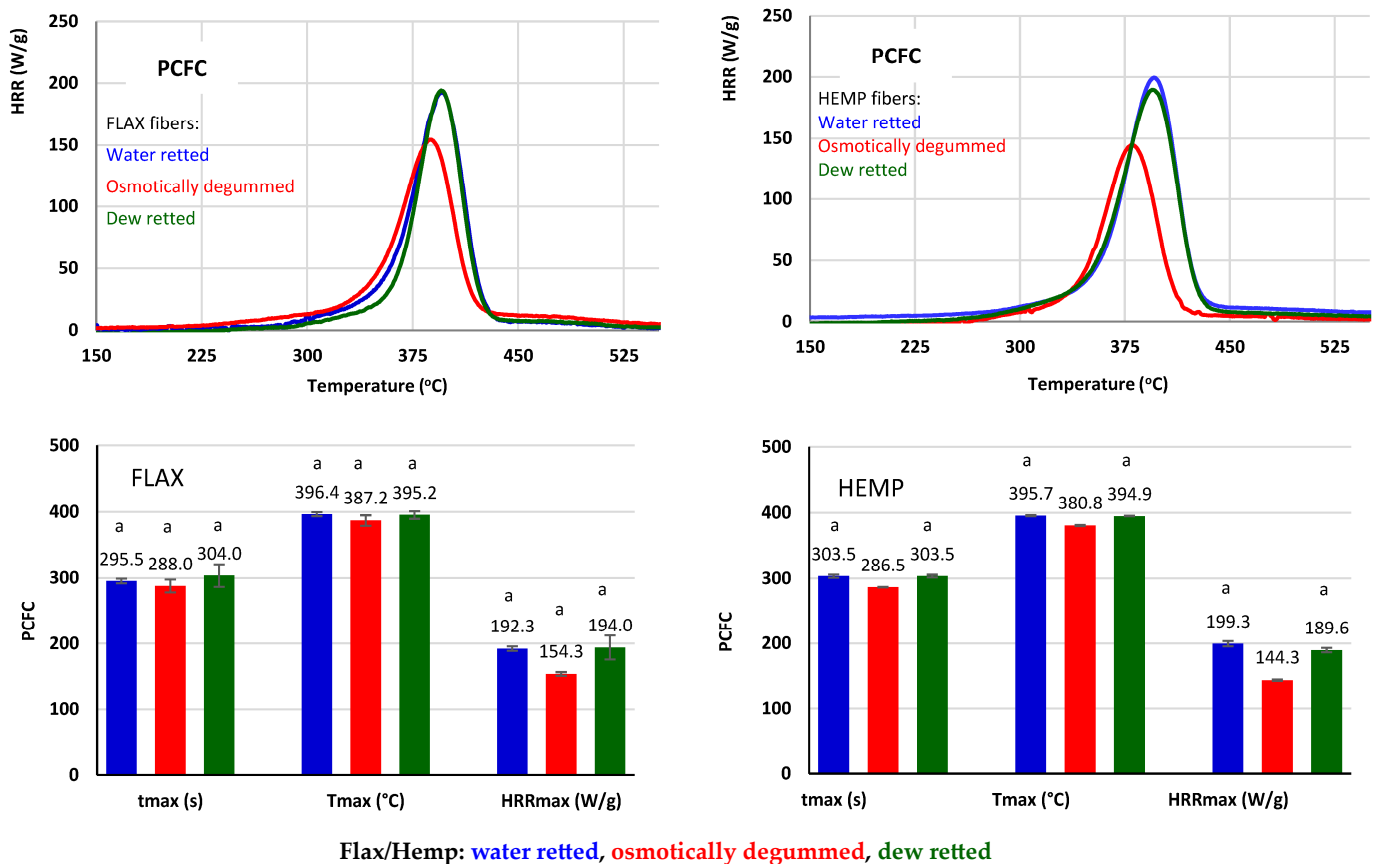 HRR (W/g)
250
200
150
100
50
0
PCFC
FLAX fibers:
Water retted
Osmotically degummed
Dew retted
150 225 300 375 450 525
Temperature (°C)
HRR (W/g)
250
200
150
100
50
0
PCFC
HEMP fibers:
Water retted
Osmotically degummed
Dew retted
150 225 300 375 450 525
Temperature (°C)
PCFC
500
400
300
200
100
0
FLAX
a a a
295.5 288.0 304.0
a a a
396.4 387.2 395.2
a a a
192.3 154.3 194.0
tmax (s) Tmax (°C) HRRmax (W/g)
PCFC
500
400
300
200
100
0
HEMP
a a
303.5 286.5 303.5
a a
395.7 380.8 394.9
a a
199.3 144.3 189.6
tmax (s) Tmax (°C) HRRmax (W/g)
Flax/Hemp: water retted, osmotically degummed, dew retted